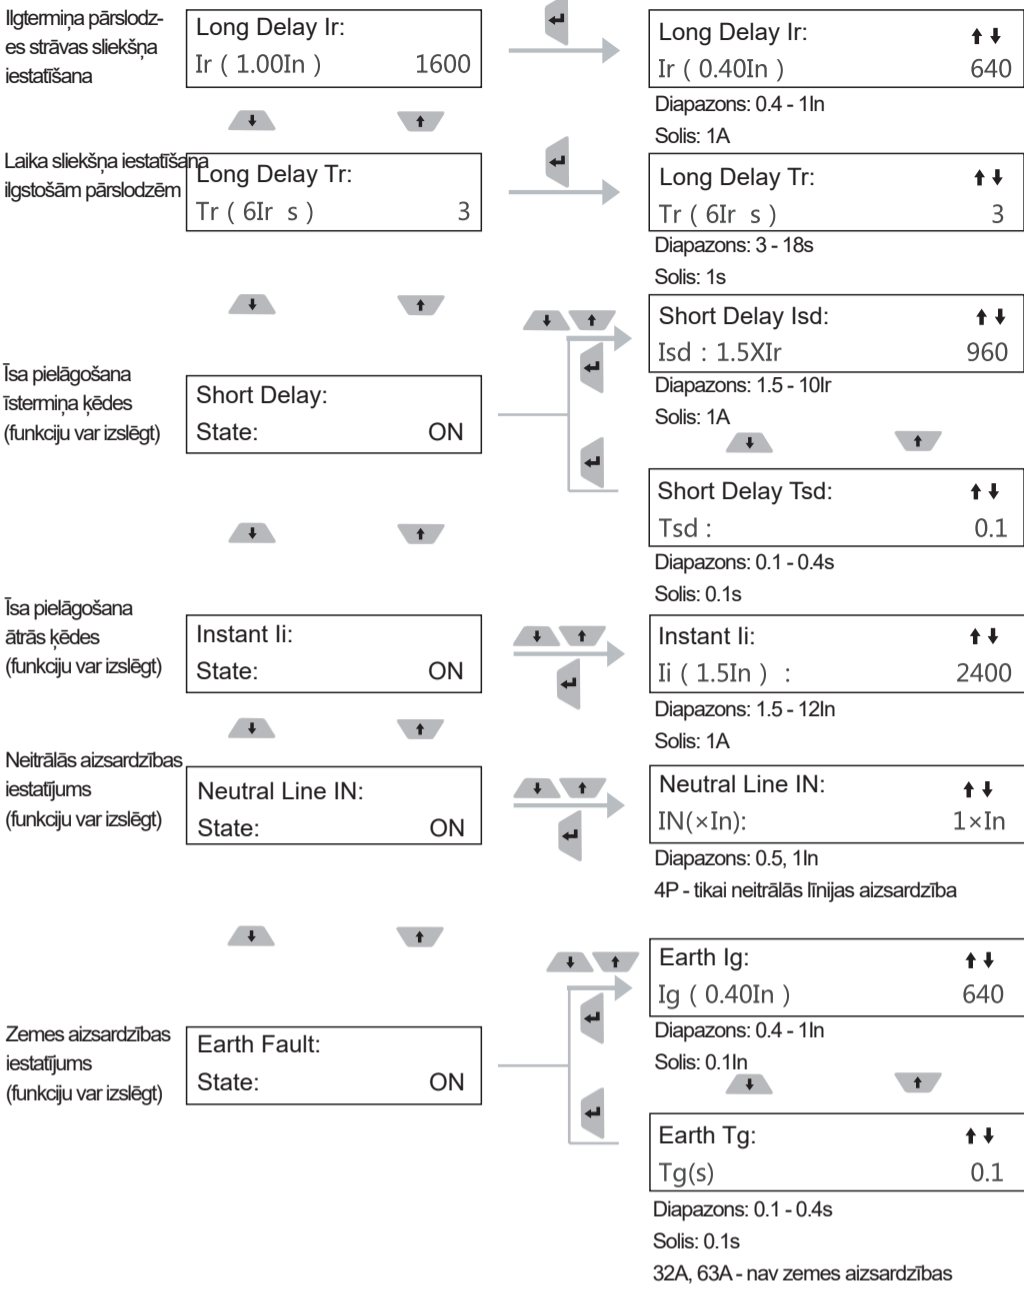 Ilgtermiņa pārslodz-
es strāvas sliekšņa
iestatīšana
Long Delay Ir:
Ir ( 1.00In ) 1600
Long Delay Ir:
Ir ( 0.40In ) 640
Diapazons: 0.4 - 1In
Solis: 1A
Laika sliekšņa iestatīšana
ilgstošām pārslodzēm
Long Delay Tr:
Tr ( 6Ir s ) 3
Long Delay Tr:
Tr ( 6Ir s ) 3
Diapazons: 3 - 18s
Solis: 1s
Īsa pielāgošana
īstermiņa ķēdes
(funkciju var izslēgt)
Short Delay:
State: ON
Short Delay Isd:
Isd : 1.5XIr 960
Diapazons: 1.5 - 10Ir
Solis: 1A
Short Delay Tsd:
Tsd : 0.1
Diapazons: 0.1 - 0.4s
Solis: 0.1s
Īsa pielāgošana
ātrās ķēdes
(funkciju var izslēgt)
Instant Ii:
State: ON
Instant Ii:
Ii ( 1.5In ) : 2400
Diapazons: 1.5 - 12In
Solis: 1A
Neitrālās aizsardzības
iestatījums
(funkciju var izslēgt)
Neutral Line IN:
State: ON
Neutral Line IN:
IN(×In): 1×In
Diapazons: 0.5, 1In
4P - tikai neitrālās līnijas aizsardzība
Zemes aizsardzības
iestatījums
(funkciju var izslēgt)
Earth Fault:
State: ON
Earth Ig:
Ig ( 0.40In ) 640
Diapazons: 0.4 - 1In
Solis: 0.1In
Earth Tg:
Tg(s) 0.1
Diapazons: 0.1 - 0.4s
Solis: 0.1s
32A, 63A - nav zemes aizsardzības